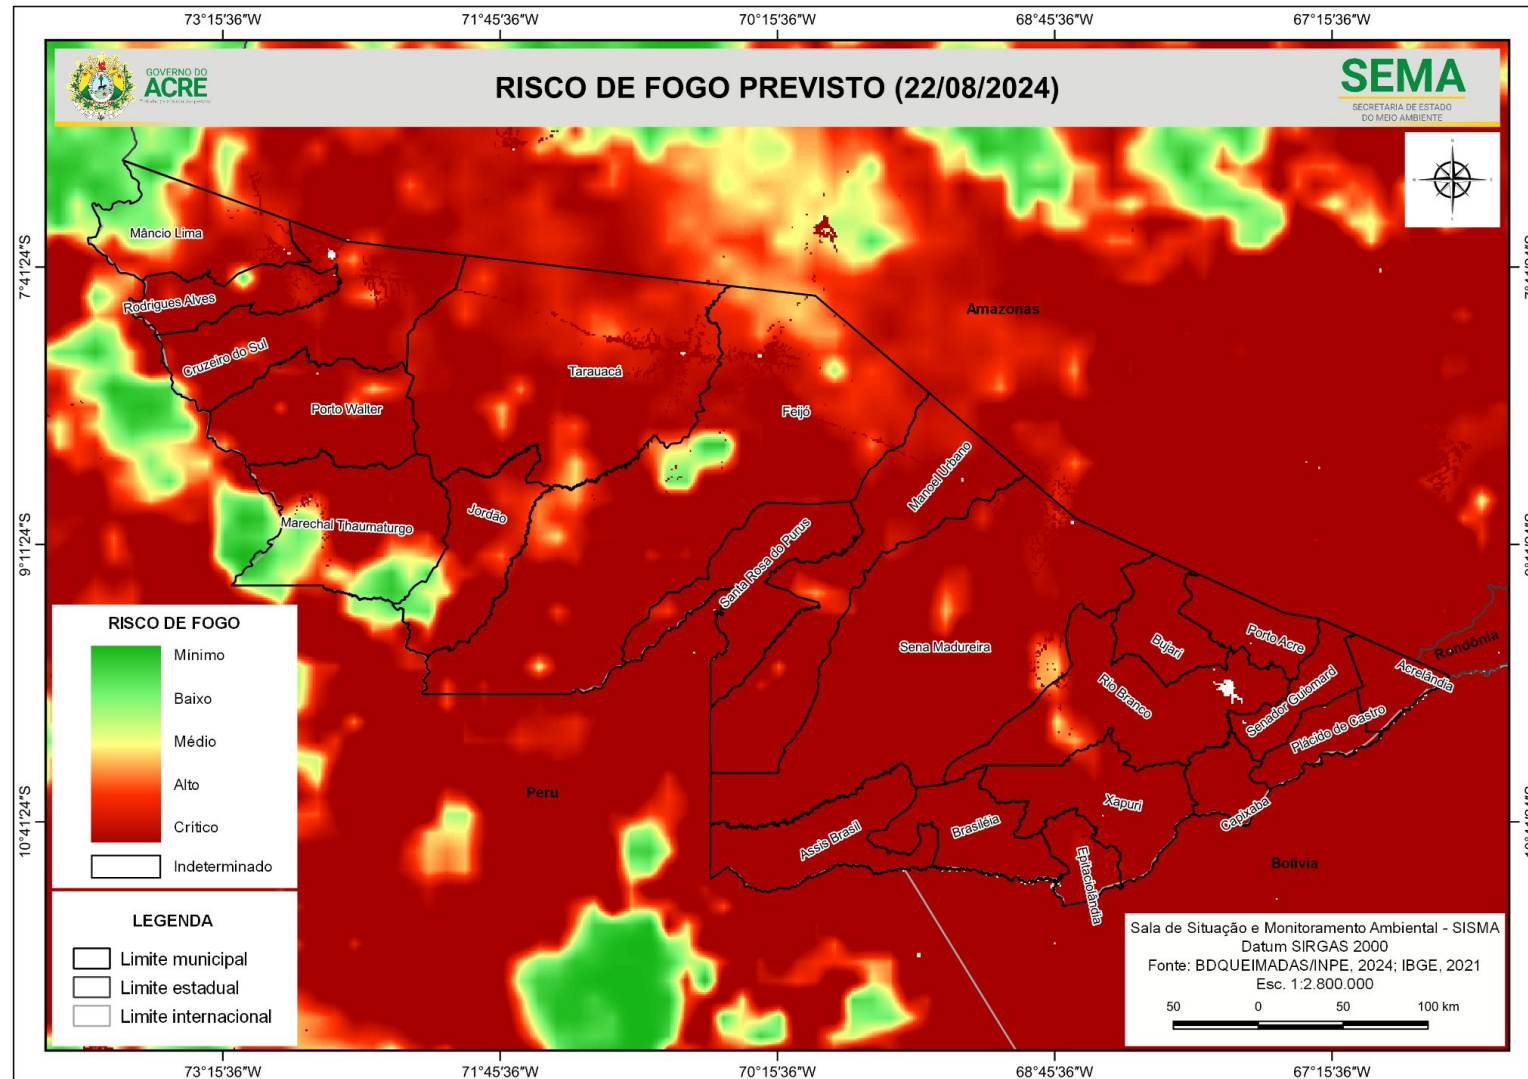 73°15'36"W
71°45'36"W
70°15'36"W
68°45'36"W
67°15'36"W
GOVERNO DO
ACRE
RISCO DE FOGO PREVISTO (22/08/2024)
SEMA
SECRETARIA DE ESTADO
DO MEIO AMBIENTE
Mâncio Lima
7°41'24"S
Rodrigues Alves
Amazonas
Cruzeiro do Sul
Tarauacá
Porto Walter
Feijó
Manoel Urbano
Jordão
Marechal Thaumaturgo
9°11'24"S
Santa Rosa do Purus
RISCO DE FOGO
Mínimo
Baixo
Médio
Alto
Crítico
Indeterminado
Sena Madureira
Bujari
Porto Acre
Rondônia
Acrelândia
Rio Branco
Senador Guiomard
Plácido de Castro
Peru
Xapuri
Capixaba
10°41'24"S
Assis Brasil
Brasiléia
Epitaciolândia
Bolivia
LEGENDA
Limite municipal
Limite estadual
Limite internacional
Sala de Situação e Monitoramento Ambiental - SISMA
Datum SIRGAS 2000
Fonte: BDQUEIMADAS/INPE, 2024; IBGE, 2021
Esc. 1:2.800.000
50 0 50 100 km
73°15'36"W
71°45'36"W
70°15'36"W
68°45'36"W
67°15'36"W